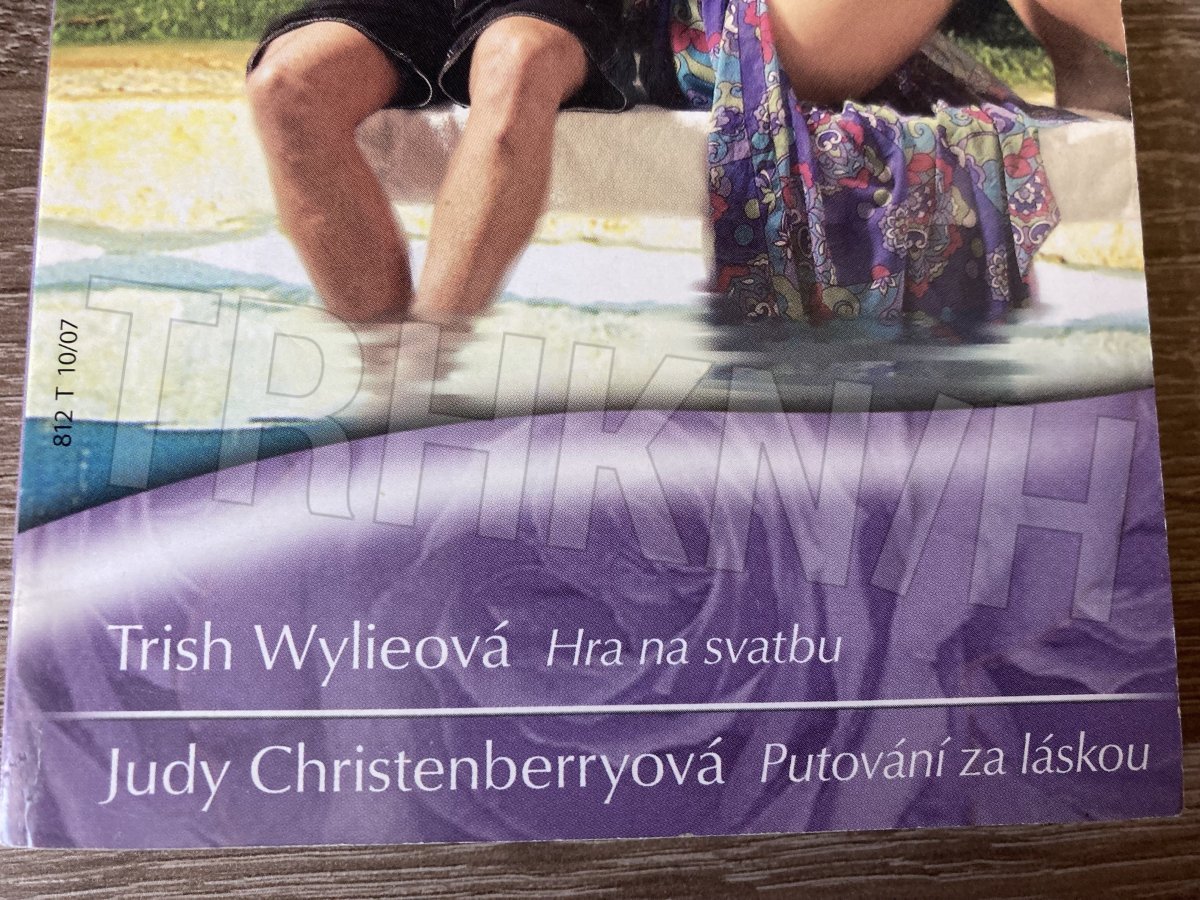 812 T 10/07
TRHKNIH
Trish Wylieová Hra na svatbu
Judy Christenberryová Putování za láskou